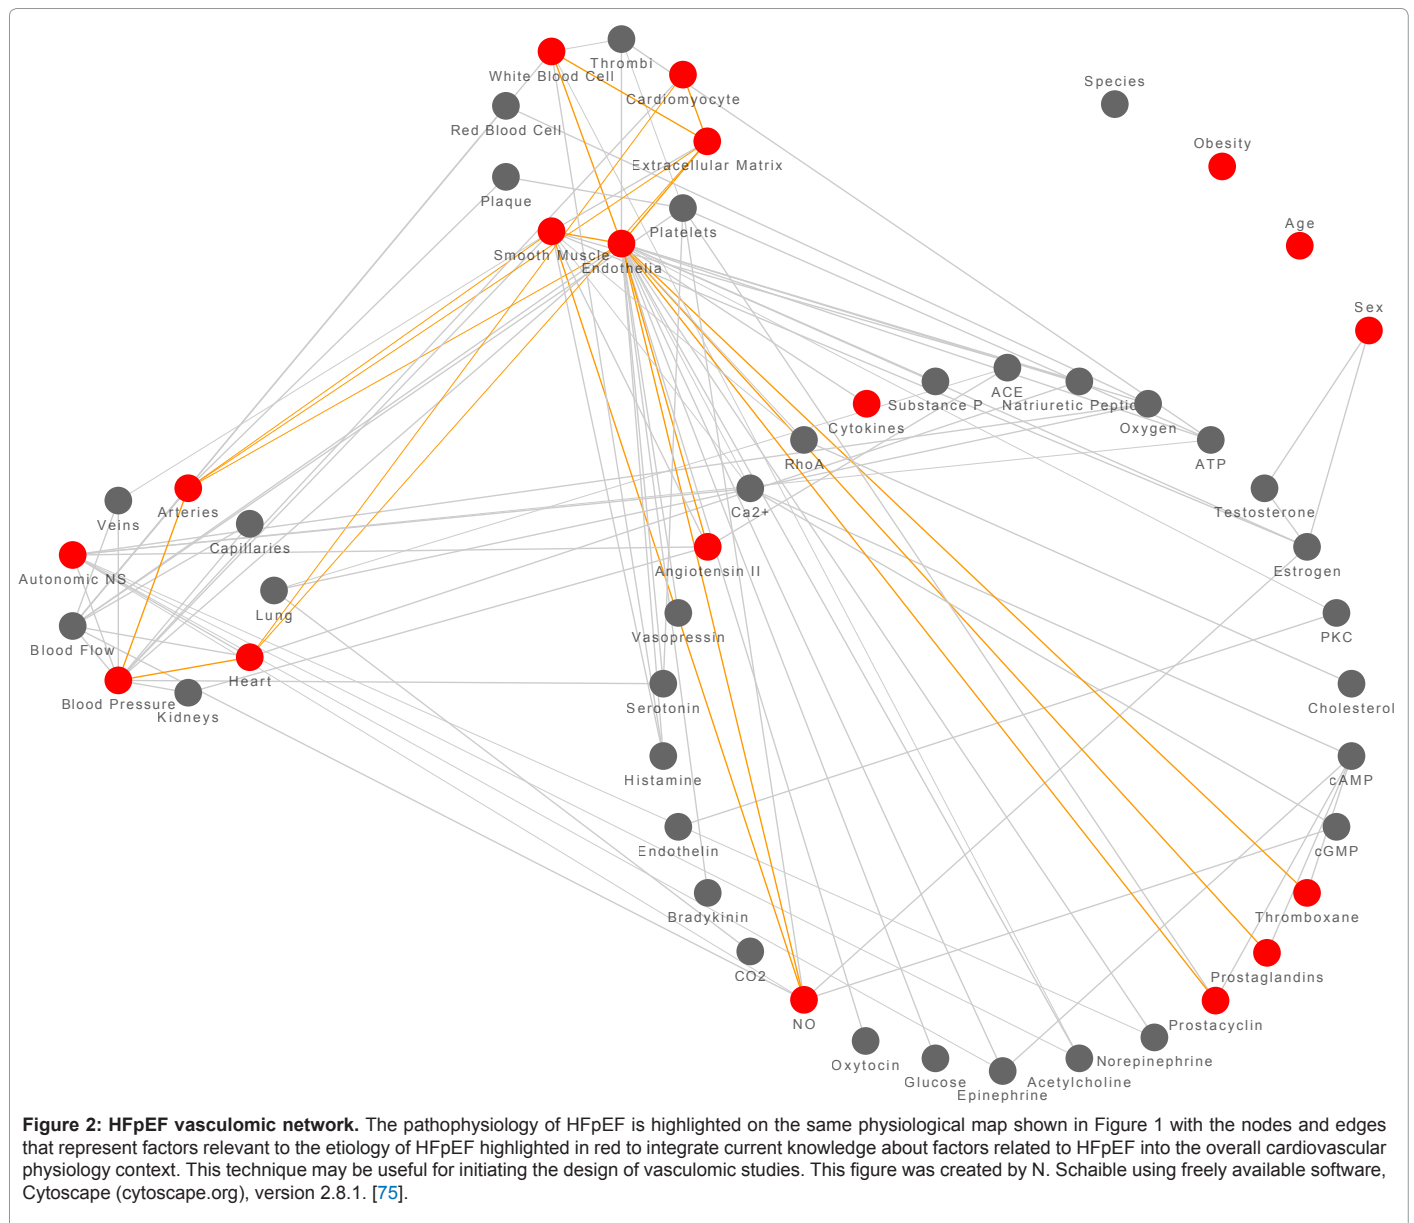 Thrombi
White Blood Cell
Cardiomyocyte
Species
Red Blood Cell
Obesity
Extracellular Matrix
Plaque
Age
Platelets
Smooth Muscle
Endothelia
Sex
ACE
Substance P
Natriuretic Peptid
Cytokines
Oxygen
RhoA
ATP
Veins
Arteries
Ca2+
Testosterone
Capillaries
Autonomic NS
Angiotensin II
Estrogen
Lung
Vasopressin
PKC
Blood Flow
Heart
Blood Pressure
Serotonin
Cholesterol
Kidneys
Histamine
cAMP
Endothelin
cGMP
Bradykinin
Thromboxane
CO2
Prostaglandins
NO
Prostacyclin
Oxytocin
Norepinephrine
Glucose
Acetylcholine
Epinephrine
Figure 2: HFpEF vasculomic network. The pathophysiology of HFpEF is highlighted on the same physiological map shown in Figure 1 with the nodes and edges
that represent factors relevant to the etiology of HFpEF highlighted in red to integrate current knowledge about factors related to HFpEF into the overall cardiovascular
physiology context. This technique may be useful for initiating the design of vasculomic studies. This figure was created by N. Schaible using freely available software,
Cytoscape (cytoscape.org), version 2.8.1. [75].